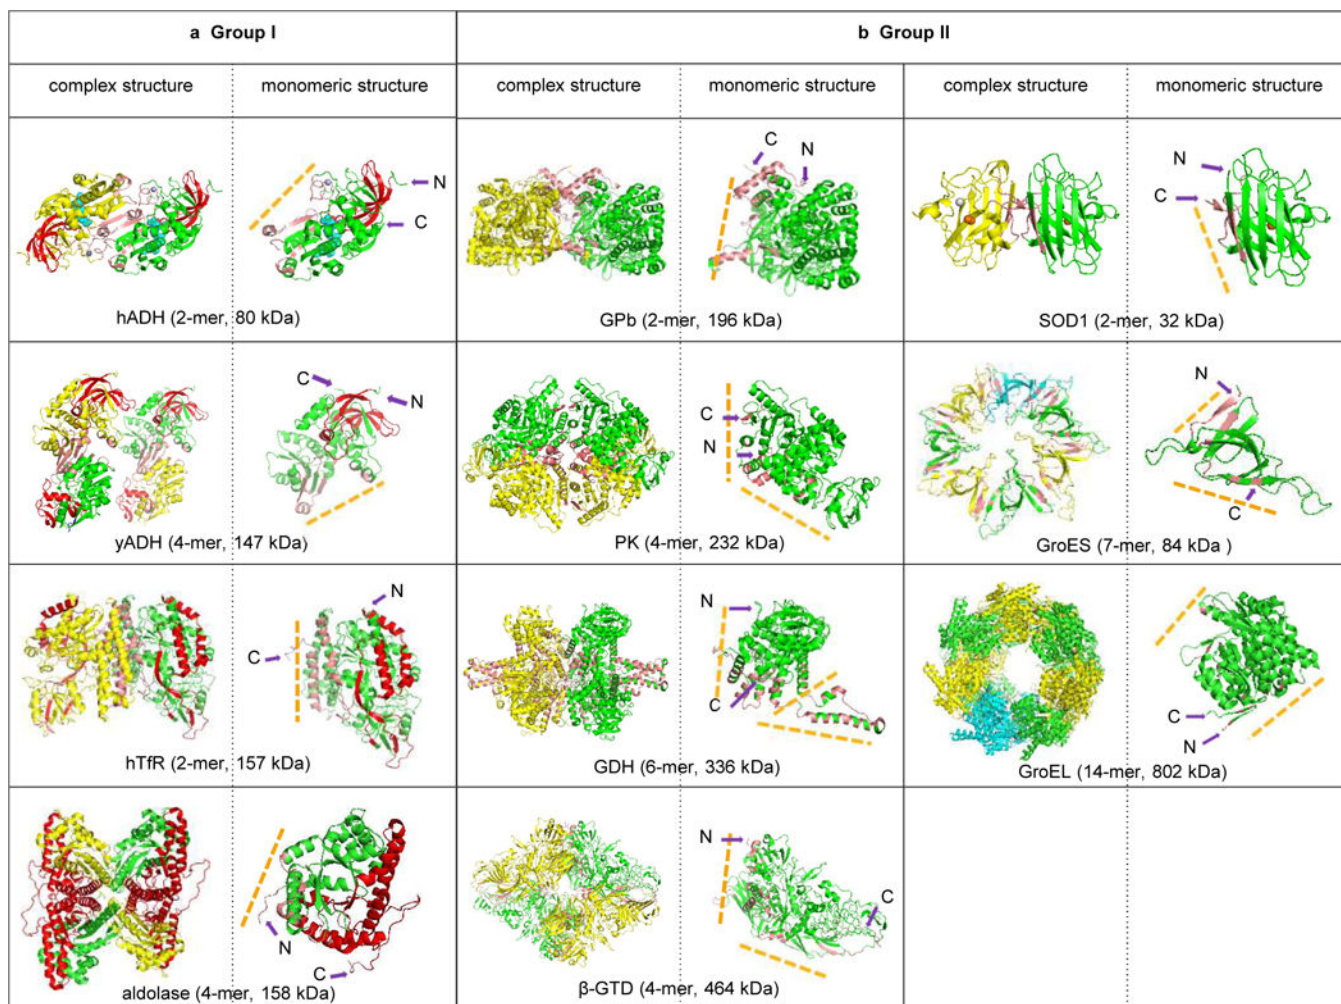 a Group I
b Group II
complex structure
monomeric structure
complex structure
monomeric structure
complex structure
monomeric structure
N
C
hADH (2-mer, 80 kDa)
C
N
GPb (2-mer, 196 kDa)
N
C
SOD1 (2-mer, 32 kDa)
C
N
yADH (4-mer, 147 kDa)
C
N
PK (4-mer, 232 kDa)
N
C
GroES (7-mer, 84 kDa )
N
C
hTfR (2-mer, 157 kDa)
N
C
GDH (6-mer, 336 kDa)
C
N
GroEL (14-mer, 802 kDa)
N
C
aldolase (4-mer, 158 kDa)
N
C
β-GTD (4-mer, 464 kDa)